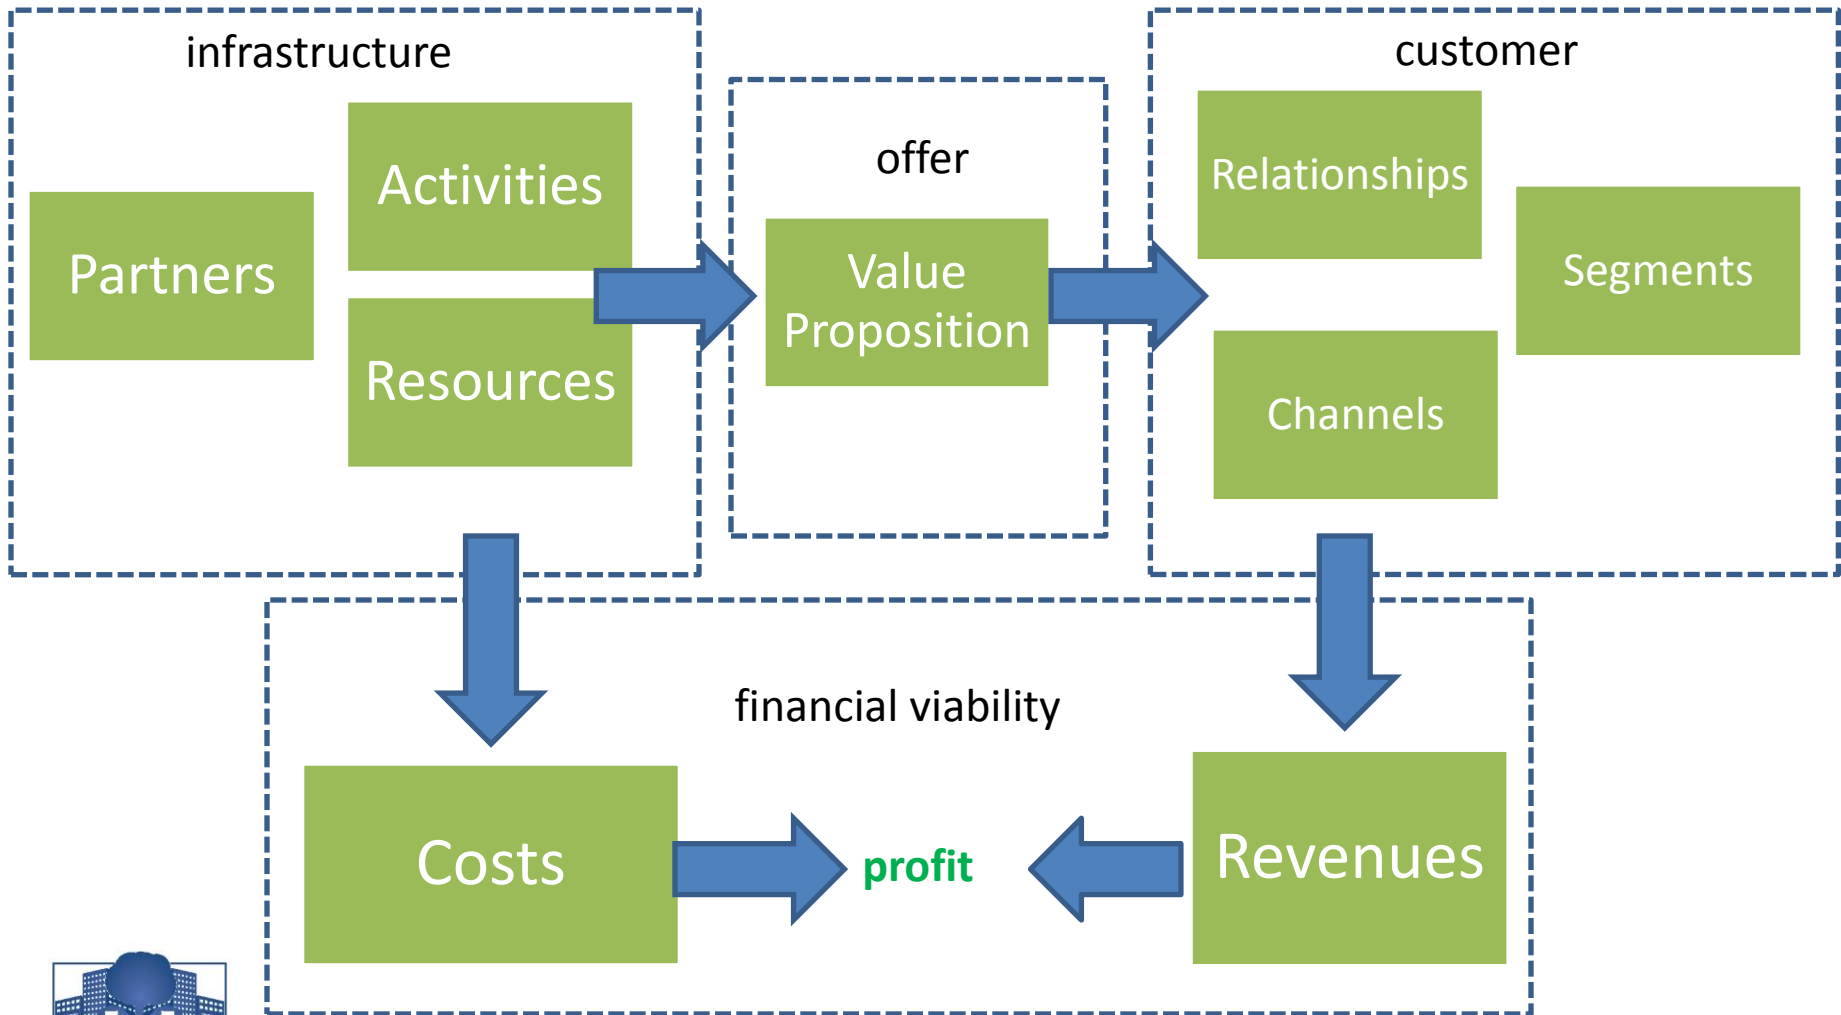 infrastructure
Partners
Activities
Resources
offer
Value
Proposition
customer
Relationships
Segments
Channels
financial viability
Costs
profit
Revenues